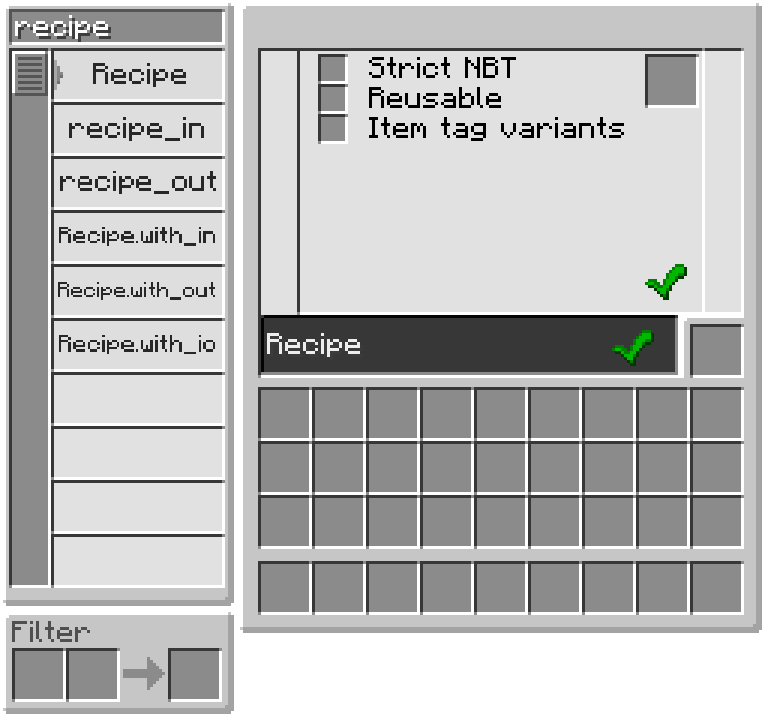 recipe
Recipe
recipe_in
recipe_out
Recipe.with_in
Recipe.with_out
Recipe.with_io
Filter
Strict NBT
Reusable
Item tag variants
Recipe